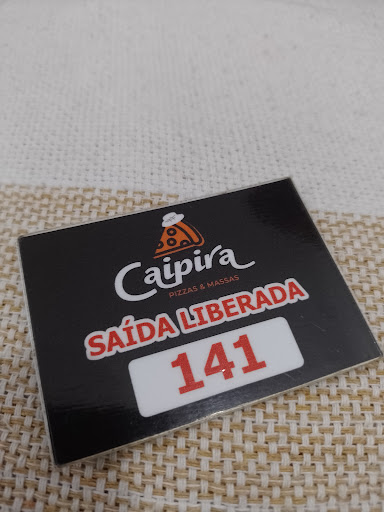 Caipira
PIZZAS & MASSAS
SAÍDA LIBERADA
141